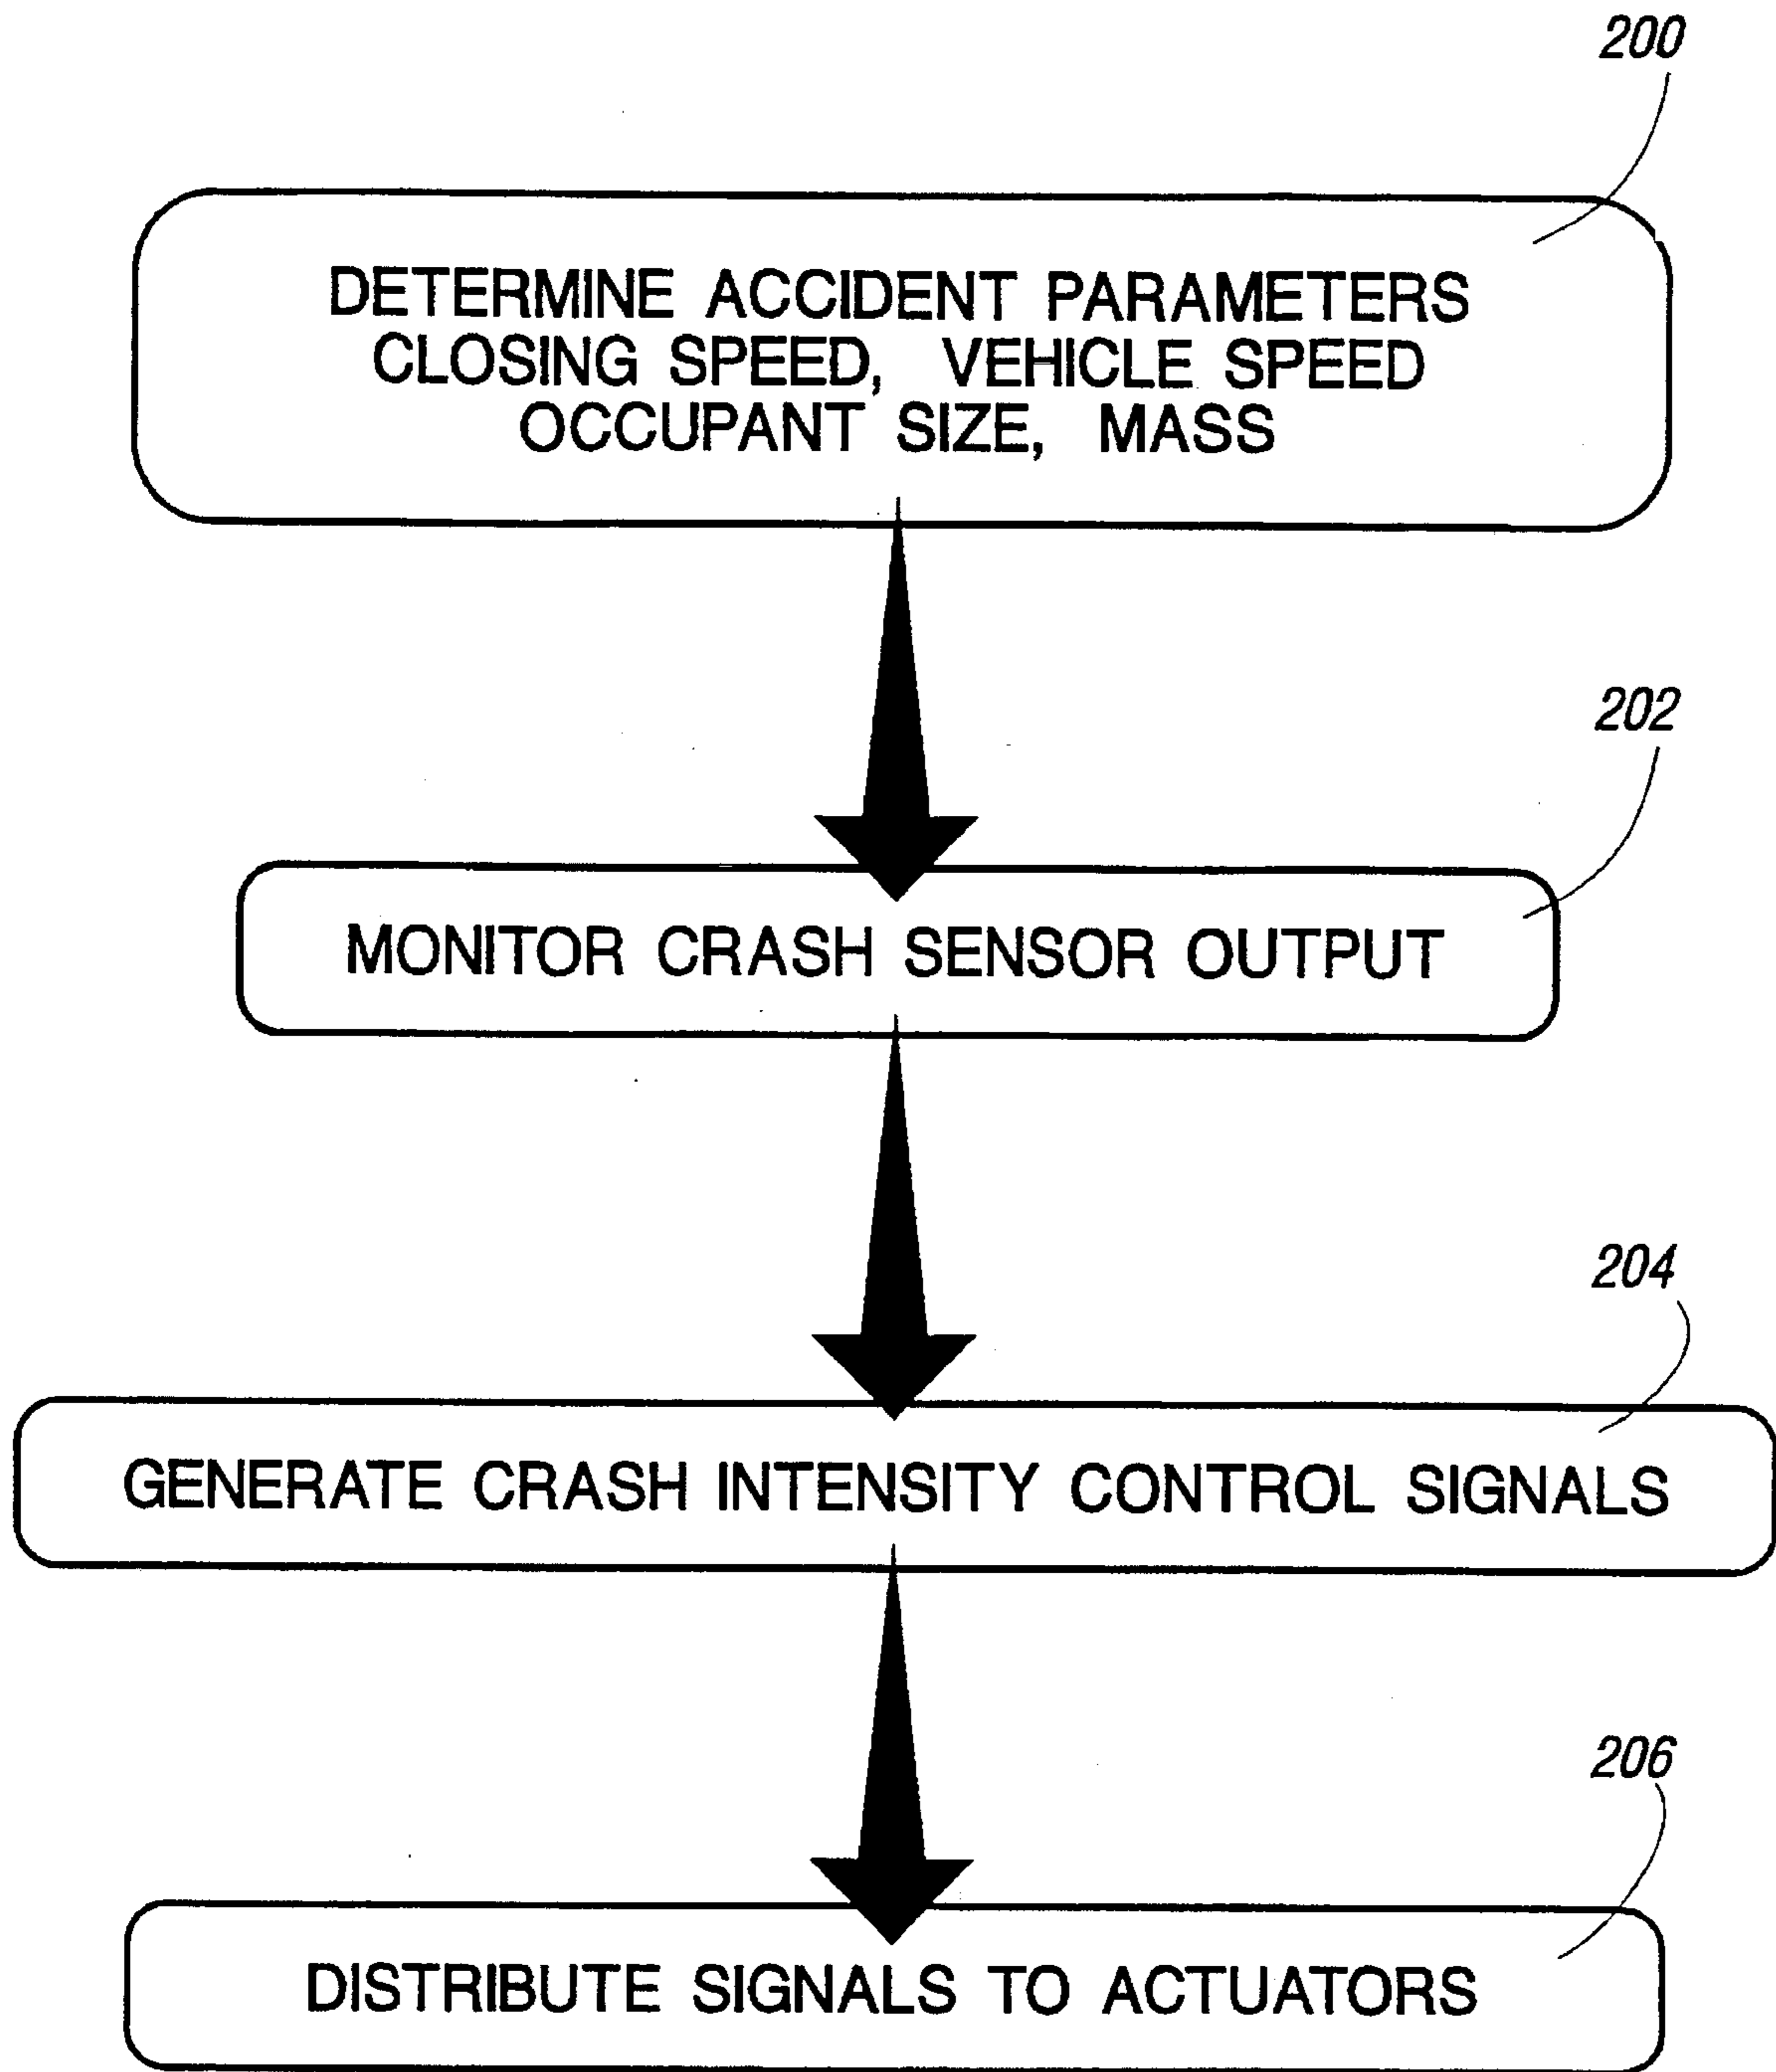 200
DETERMINE ACCIDENT PARAMETERS
CLOSING SPEED, VEHICLE SPEED
OCCUPANT SIZE, MASS
202
MONITOR CRASH SENSOR OUTPUT
204
GENERATE CRASH INTENSITY CONTROL SIGNALS
206
DISTRIBUTE SIGNALS TO ACTUATORS